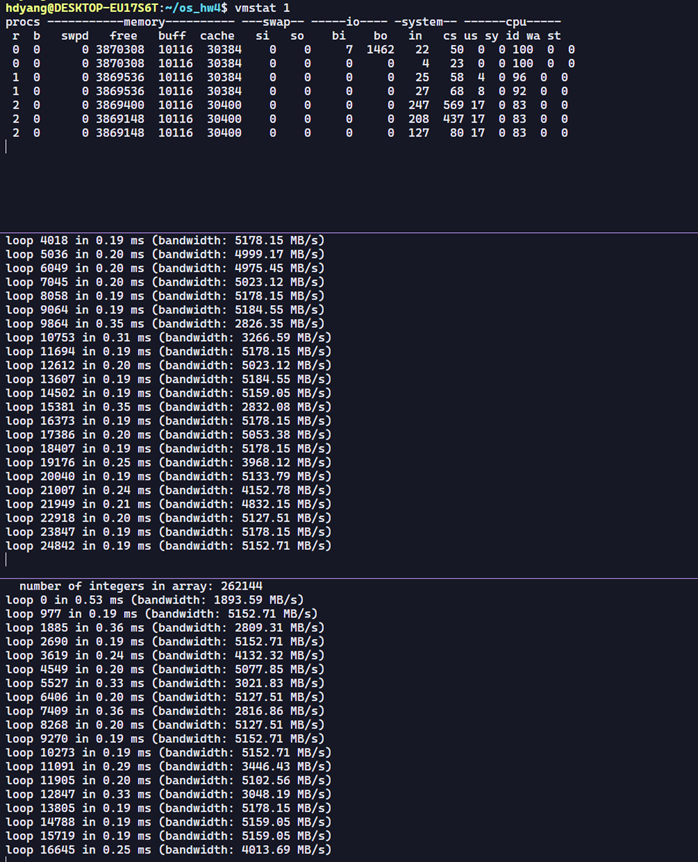 hdyang@DESKTOP-EU17S6T:~/os_hw4$ vmstat 1
procs -----------memory---------- ---swap-- -----io---- -system-- ------cpu-----
 r  b   swpd   free   buff  cache   si   so    bi    bo   in   cs us sy id wa st
 0  0      0 3870308  10116  30384    0    0     7  1462   22   50  0  0 100  0  0
 0  0      0 3870308  10116  30384    0    0     0     0    4   23  0  0 100  0  0
 1  0      0 3869536  10116  30384    0    0     0     0   25   58  4  0 96  0  0
 1  0      0 3869536  10116  30384    0    0     0     0   27   68  8  0 92  0  0
 2  0      0 3869400  10116  30400    0    0     0     0  247  569 17  0 83  0  0
 2  0      0 3869148  10116  30400    0    0     0     0  208  437 17  0 83  0  0
 2  0      0 3869148  10116  30400    0    0     0     0  127   80 17  0 83  0  0
loop 4018 in 0.19 ms (bandwidth: 5178.15 MB/s)
loop 5036 in 0.20 ms (bandwidth: 4999.17 MB/s)
loop 6049 in 0.20 ms (bandwidth: 4975.45 MB/s)
loop 7045 in 0.20 ms (bandwidth: 5023.12 MB/s)
loop 8058 in 0.19 ms (bandwidth: 5178.15 MB/s)
loop 9064 in 0.19 ms (bandwidth: 5184.55 MB/s)
loop 9864 in 0.35 ms (bandwidth: 2826.35 MB/s)
loop 10753 in 0.31 ms (bandwidth: 3266.59 MB/s)
loop 11694 in 0.19 ms (bandwidth: 5178.15 MB/s)
loop 12612 in 0.20 ms (bandwidth: 5023.12 MB/s)
loop 13607 in 0.19 ms (bandwidth: 5184.55 MB/s)
loop 14502 in 0.19 ms (bandwidth: 5159.05 MB/s)
loop 15381 in 0.35 ms (bandwidth: 2832.08 MB/s)
loop 16373 in 0.19 ms (bandwidth: 5178.15 MB/s)
loop 17386 in 0.20 ms (bandwidth: 5053.38 MB/s)
loop 18407 in 0.19 ms (bandwidth: 5178.15 MB/s)
loop 19176 in 0.25 ms (bandwidth: 3968.12 MB/s)
loop 20040 in 0.19 ms (bandwidth: 5133.79 MB/s)
loop 21007 in 0.24 ms (bandwidth: 4152.78 MB/s)
loop 21949 in 0.21 ms (bandwidth: 4832.15 MB/s)
loop 22918 in 0.20 ms (bandwidth: 5127.51 MB/s)
loop 23847 in 0.19 ms (bandwidth: 5178.15 MB/s)
loop 24842 in 0.19 ms (bandwidth: 5152.71 MB/s)
  number of integers in array: 262144
loop 0 in 0.53 ms (bandwidth: 1893.59 MB/s)
loop 977 in 0.19 ms (bandwidth: 5152.71 MB/s)
loop 1885 in 0.36 ms (bandwidth: 2809.31 MB/s)
loop 2690 in 0.19 ms (bandwidth: 5152.71 MB/s)
loop 3619 in 0.24 ms (bandwidth: 4132.32 MB/s)
loop 4549 in 0.20 ms (bandwidth: 5077.85 MB/s)
loop 5527 in 0.33 ms (bandwidth: 3021.83 MB/s)
loop 6406 in 0.20 ms (bandwidth: 5127.51 MB/s)
loop 7409 in 0.36 ms (bandwidth: 2816.86 MB/s)
loop 8268 in 0.20 ms (bandwidth: 5127.51 MB/s)
loop 9270 in 0.19 ms (bandwidth: 5152.71 MB/s)
loop 10273 in 0.19 ms (bandwidth: 5152.71 MB/s)
loop 11091 in 0.29 ms (bandwidth: 3446.43 MB/s)
loop 11905 in 0.20 ms (bandwidth: 5102.56 MB/s)
loop 12847 in 0.33 ms (bandwidth: 3048.19 MB/s)
loop 13805 in 0.19 ms (bandwidth: 5178.15 MB/s)
loop 14788 in 0.19 ms (bandwidth: 5159.05 MB/s)
loop 15719 in 0.19 ms (bandwidth: 5159.05 MB/s)
loop 16645 in 0.25 ms (bandwidth: 4013.69 MB/s)